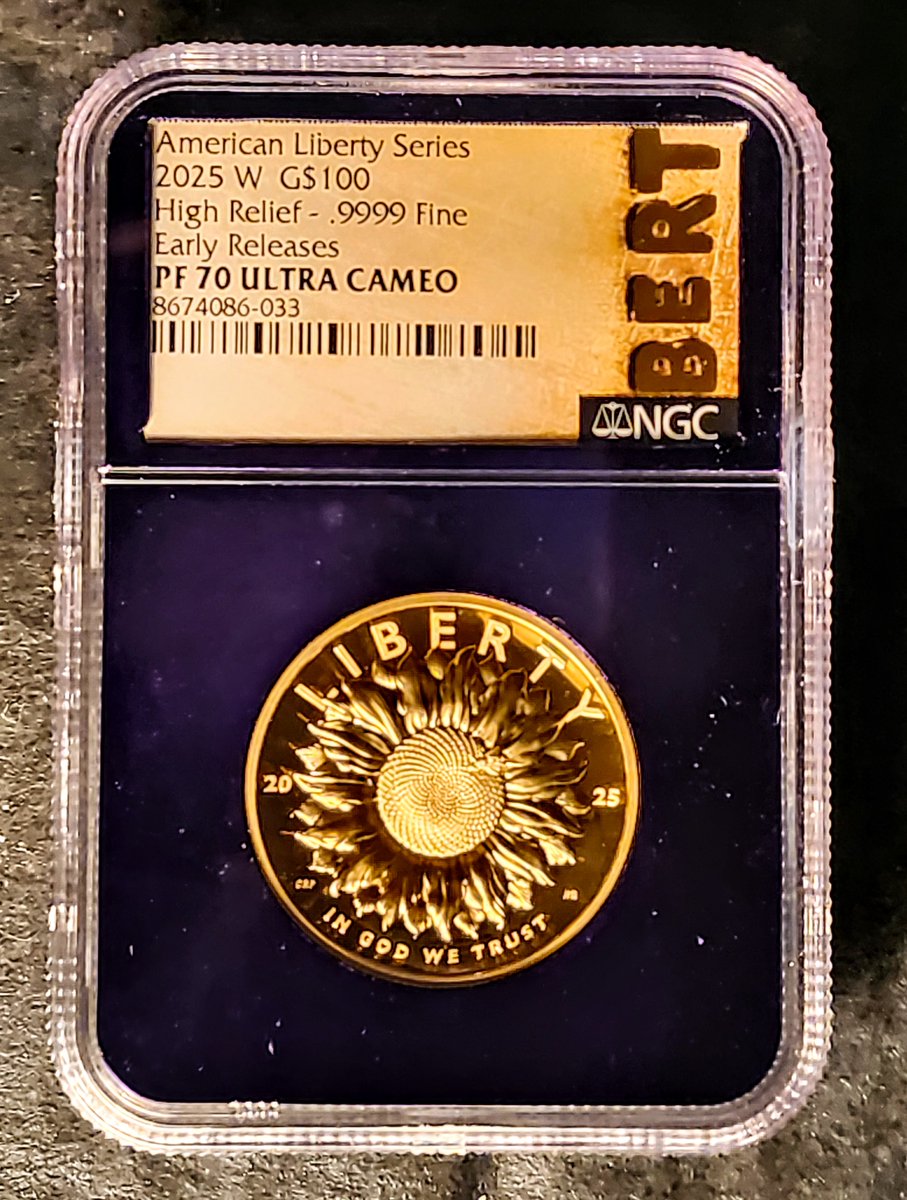 American Liberty Series
2025 W G$100
High Relief - .9999 Fine
Early Releases
PF 70 ULTRA CAMEO
8674086-033
BERT
NGC
LIBERTY
20 25
IN GOD WE TRUST